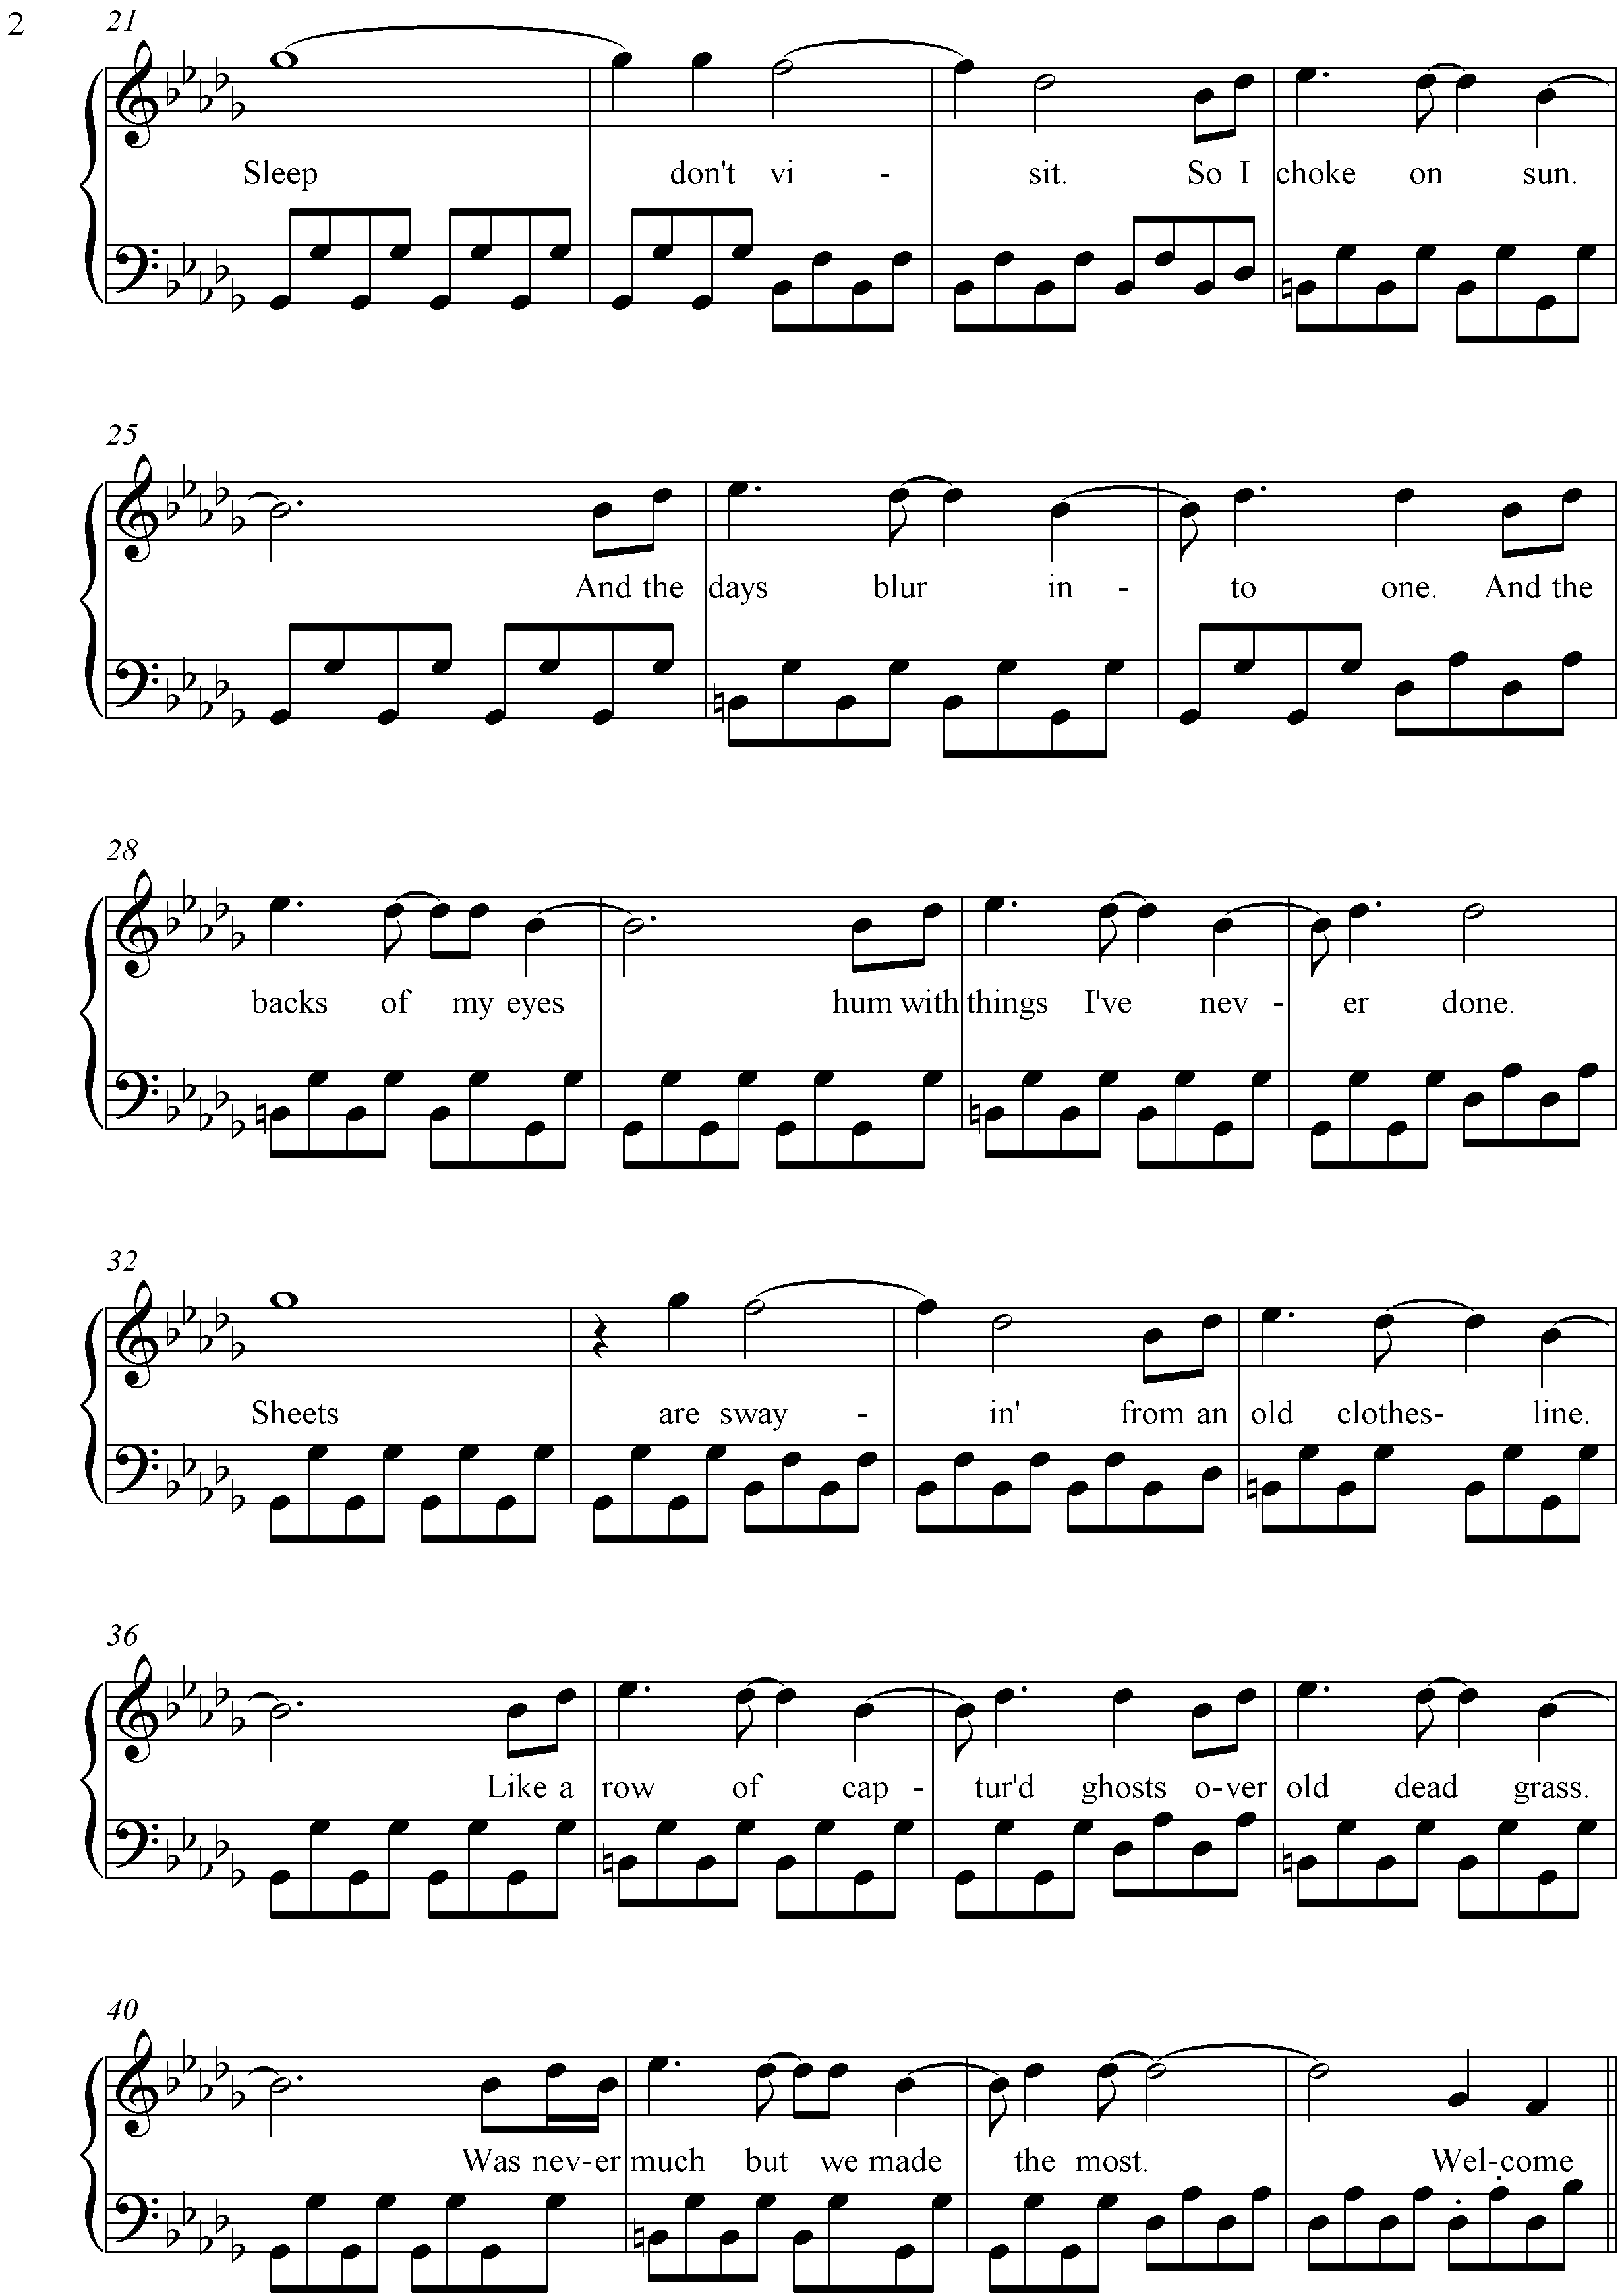 2
21
Sleep don't vi - sit. So I choke on sun.
25
And the days blur in - to one. And the
28
backs of my eyes hum with things I've nev - er done.
32
Sheets are sway - in' from an old clothes- line.
36
Like a row of cap - tur'd ghosts o-ver old dead grass.
40
Was nev-er much but we made the most. Wel-come